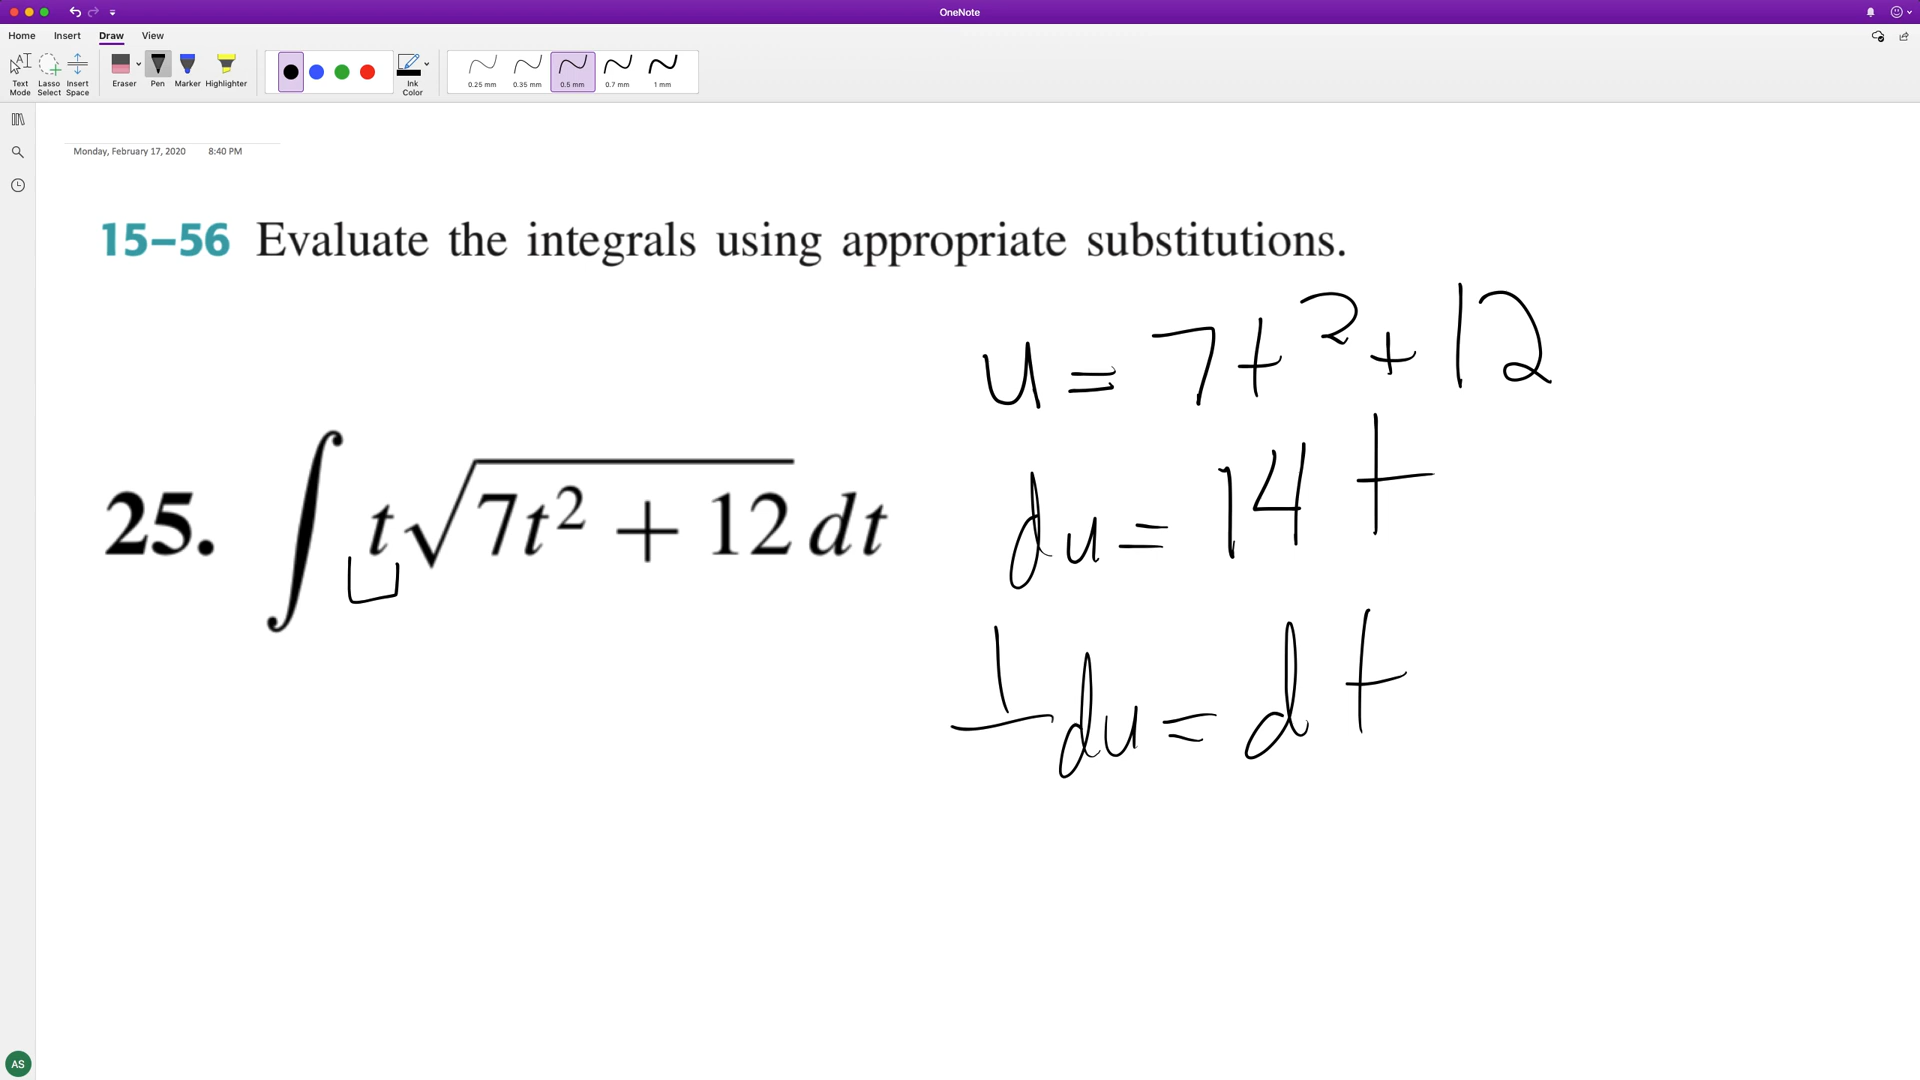 OneNote
Home Insert Draw View
Text Mode Lasso Select Insert Space Eraser Pen Marker Highlighter Ink Color 0.25 mm 0.35 mm 0.5 mm 0.7 mm 1 mm
Monday, February 17, 2020 8:40 PM
15–56 Evaluate the integrals using appropriate substitutions.
u = 7t² + 12
25. ∫ t√(7t² + 12) dt
du = 14 t
1/ du = d t
AS